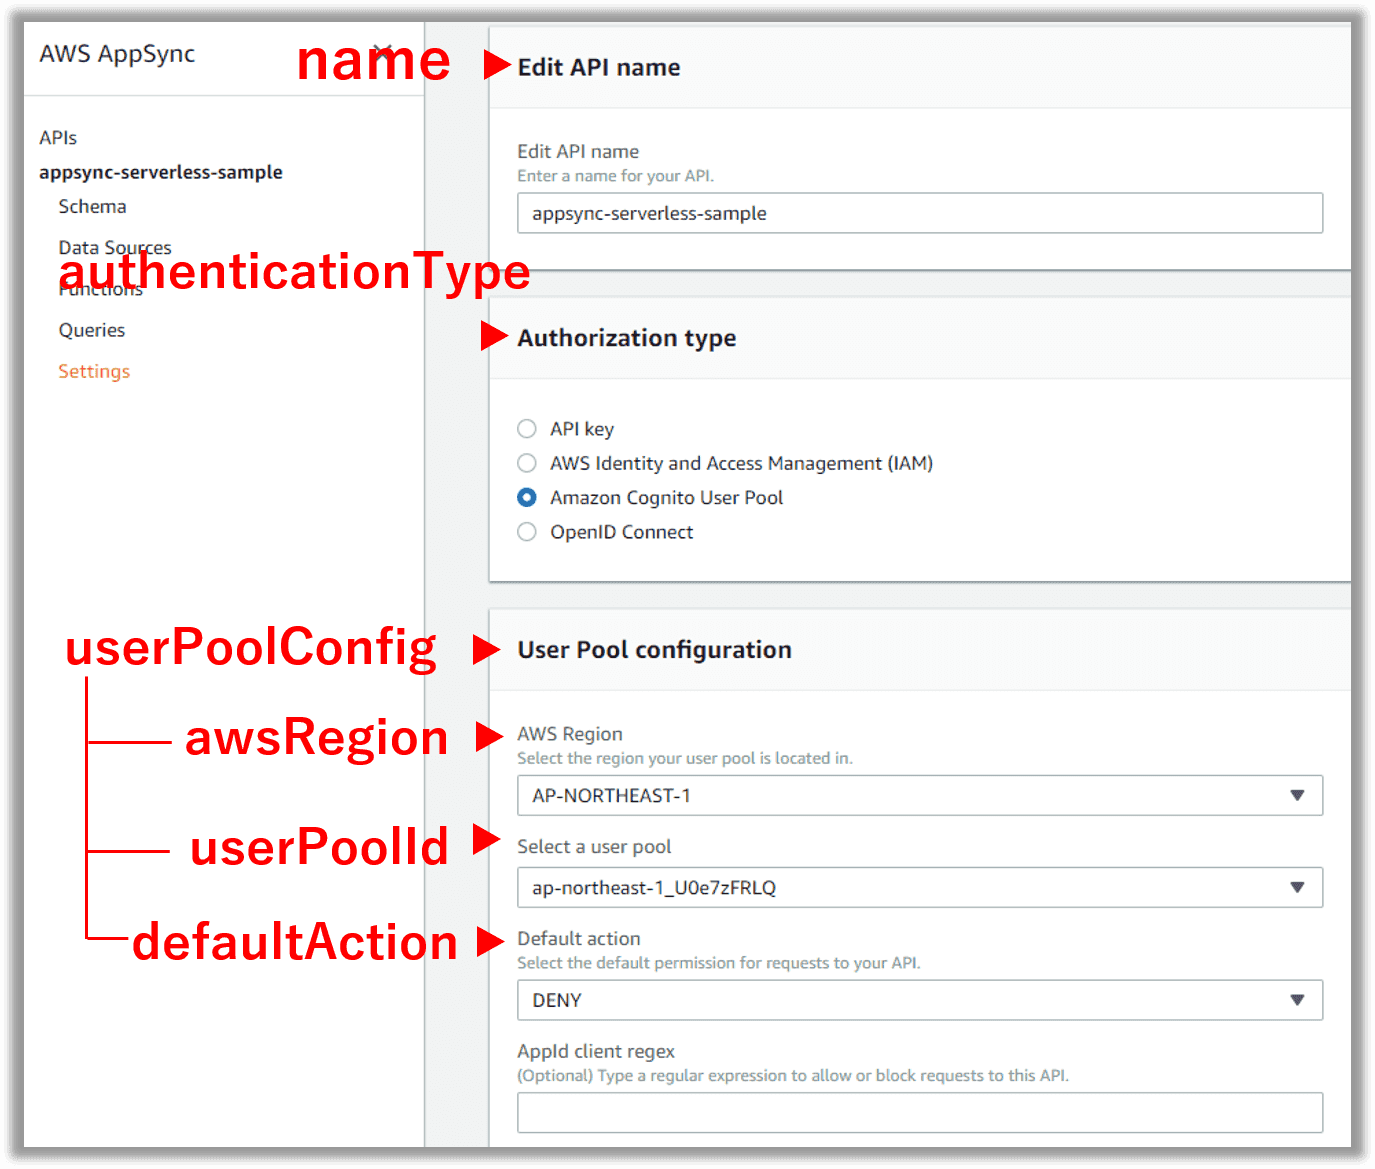 AWS AppSync
name
APIs
appsync-serverless-sample
Schema
Data Sources
authenticationType
Functions
Queries
Settings
Edit API name
Edit API name
Enter a name for your API.
appsync-serverless-sample
Authorization type
API key
AWS Identity and Access Management (IAM)
Amazon Cognito User Pool
OpenID Connect
userPoolConfig
User Pool configuration
awsRegion
AWS Region
Select the region your user pool is located in.
AP-NORTHEAST-1
userPoolId
Select a user pool
ap-northeast-1_U0e7zFRLQ
defaultAction
Default action
Select the default permission for requests to your API.
DENY
AppId client regex
(Optional) Type a regular expression to allow or block requests to this API.